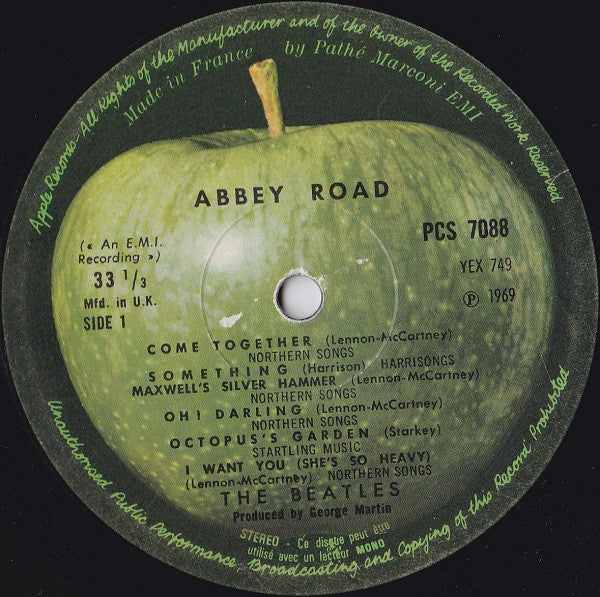 Apple Records · All Rights of the Manufacturer and of the Owner of the Recorded Work Reserved
Made in France by Pathé Marconi EMI
ABBEY ROAD
(« An E.M.I.
Recording »)
33 1/3
Mfd. in U.K.
SIDE 1
PCS 7088
YEX 749
Ⓟ 1969
COME TOGETHER (Lennon-McCartney)
NORTHERN SONGS
SOMETHING (Harrison) HARRISONGS
MAXWELL'S SILVER HAMMER (Lennon-McCartney)
NORTHERN SONGS
OH! DARLING (Lennon-McCartney)
NORTHERN SONGS
OCTOPUS'S GARDEN (Starkey)
STARTLING MUSIC
I WANT YOU (SHE'S SO HEAVY)
(Lennon-McCartney) NORTHERN SONGS
THE BEATLES
Produced by George Martin
STEREO - Ce disque peut être
utilisé avec un lecteur MONO
Unauthorised Public Performance, Broadcasting and Copying of this Record Prohibited